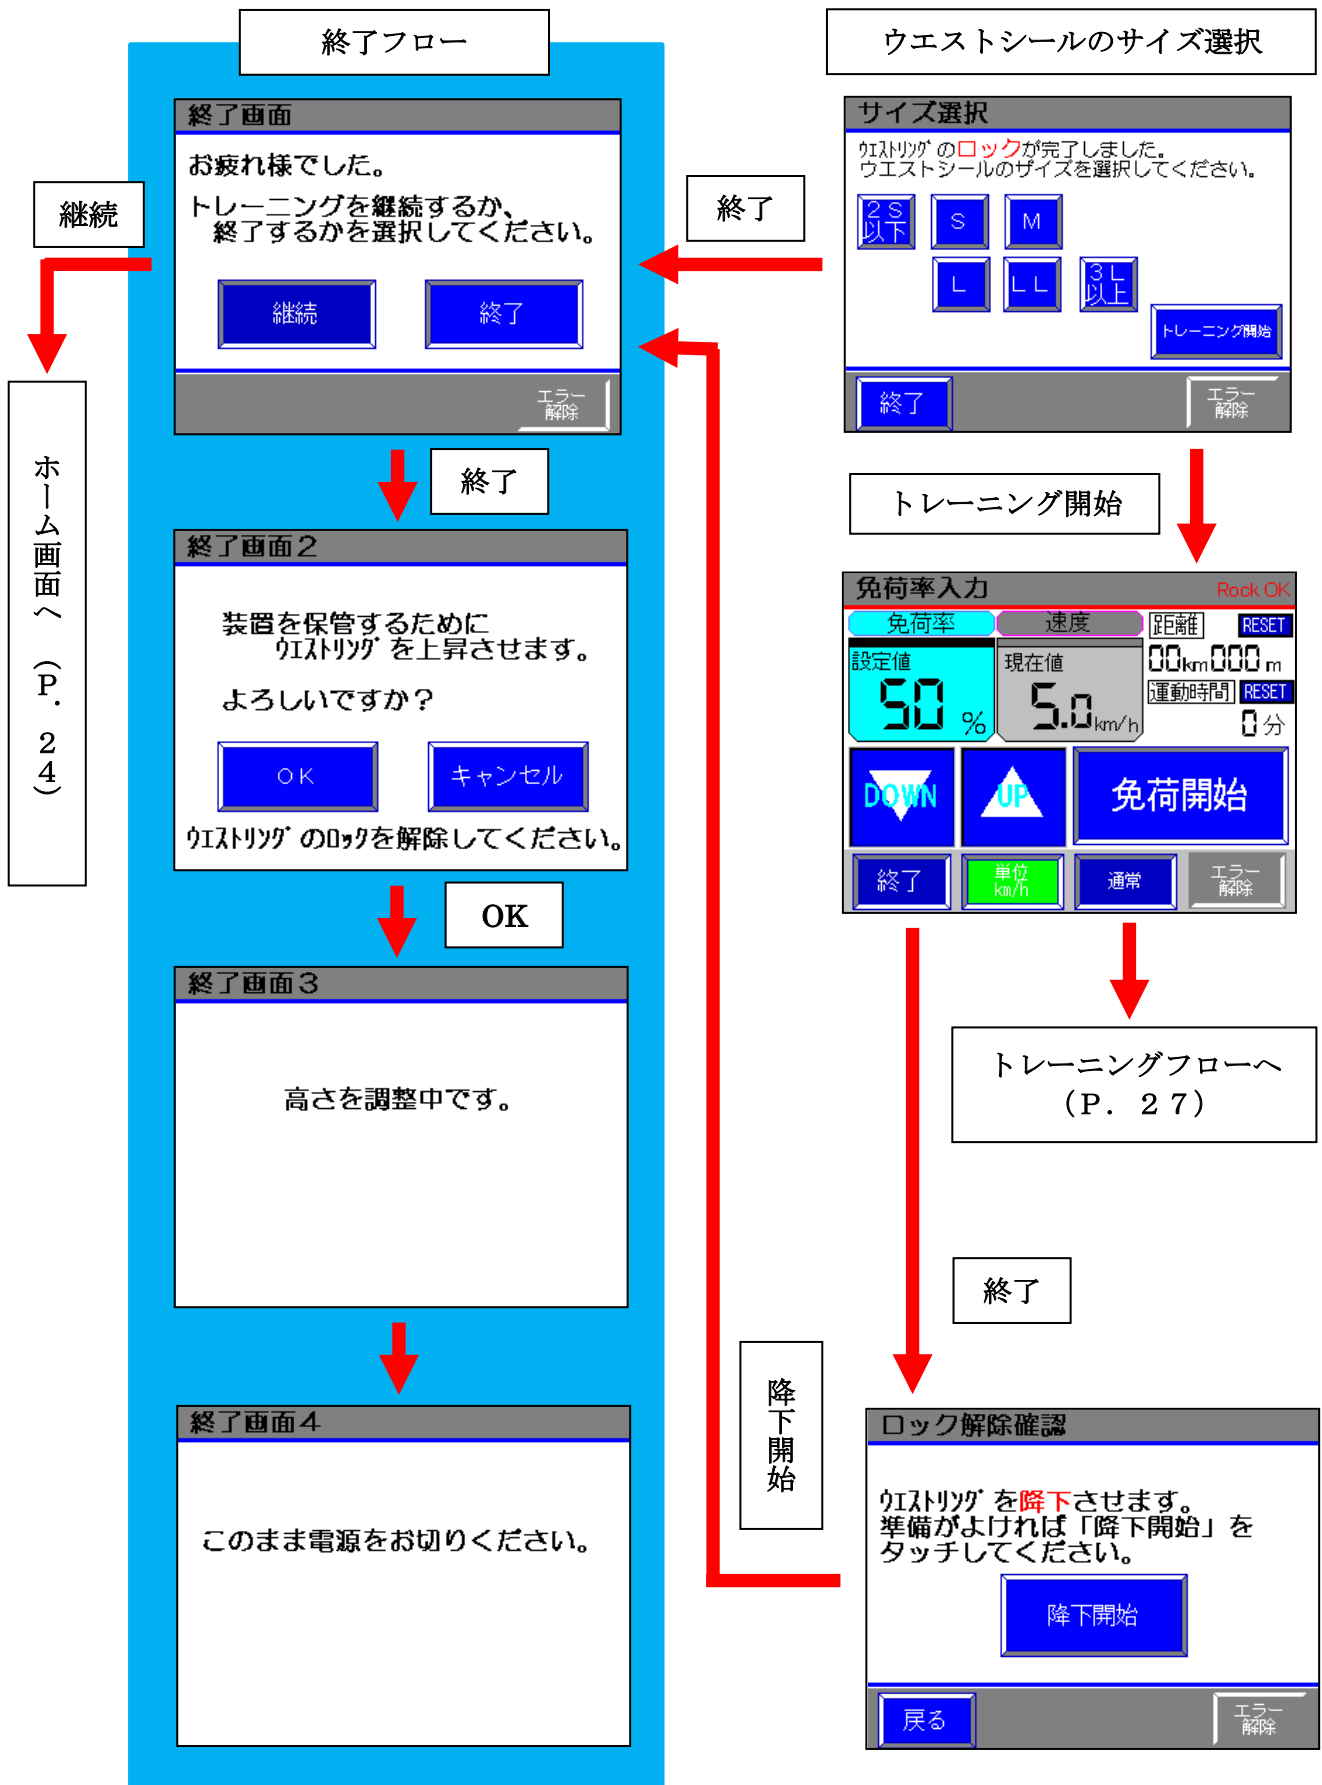 終了フロー
終了画面
お疲れ様でした。
トレーニングを継続するか、
終了するかを選択してください。
継続
終了
エラー
解除
継続
ホーム画面へ （Ｐ．２４）
終了
終了画面２
装置を保管するために
ｳｴｽﾄﾘﾝｸﾞを上昇させます。
よろしいですか？
ＯＫ
キャンセル
ｳｴｽﾄﾘﾝｸﾞのﾛｯｸを解除してください。
OK
終了画面３
高さを調整中です。
終了画面４
このまま電源をお切りください。
ウエストシールのサイズ選択
サイズ選択
ｳｴｽﾄﾘﾝｸﾞのロックが完了しました。
ウエストシールのサイズを選択してください。
２Ｓ
以下
Ｓ
Ｍ
Ｌ
ＬＬ
３Ｌ
以上
トレーニング開始
終了
エラー
解除
終了
トレーニング開始
免荷率入力
Rock OK
免荷率
速度
距離
RESET
設定値
50 %
現在値
5.0 km/h
00km000 m
運動時間
RESET
0 分
DOWN
UP
免荷開始
終了
単位
km/h
通常
エラー
解除
トレーニングフローへ
（Ｐ．２７）
終了
降下開始
ロック解除確認
ｳｴｽﾄﾘﾝｸﾞを降下させます。
準備がよければ「降下開始」を
タッチしてください。
降下開始
戻る
エラー
解除